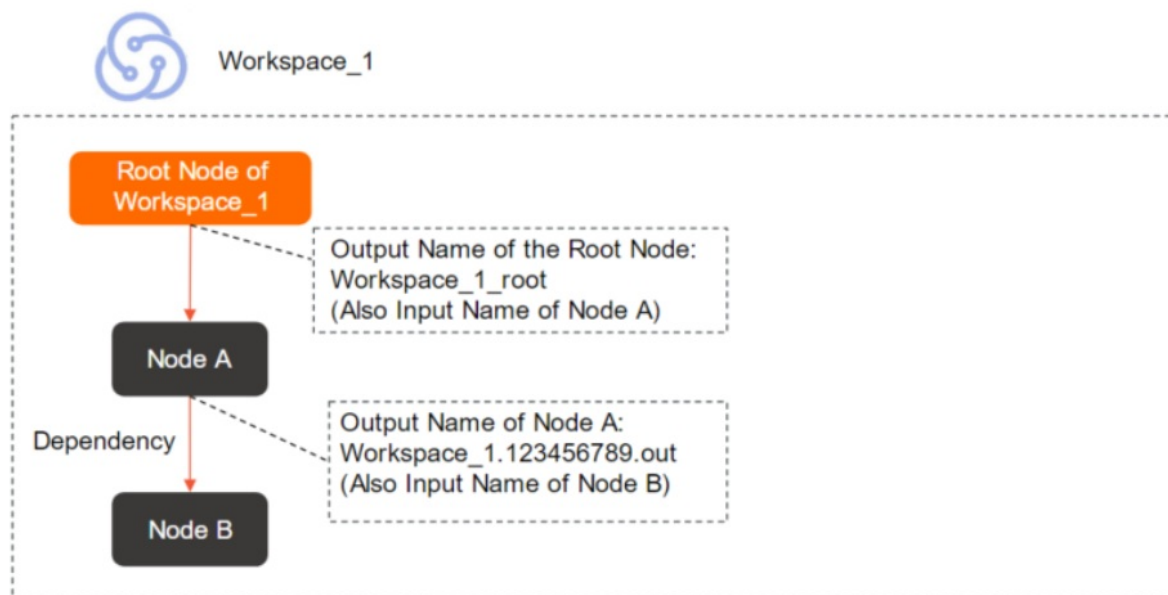 Workspace_1
Root Node of
Workspace_1
Output Name of the Root Node:
Workspace_1_root
(Also Input Name of Node A)
Node A
Output Name of Node A:
Workspace_1.123456789.out
(Also Input Name of Node B)
Dependency
Node B